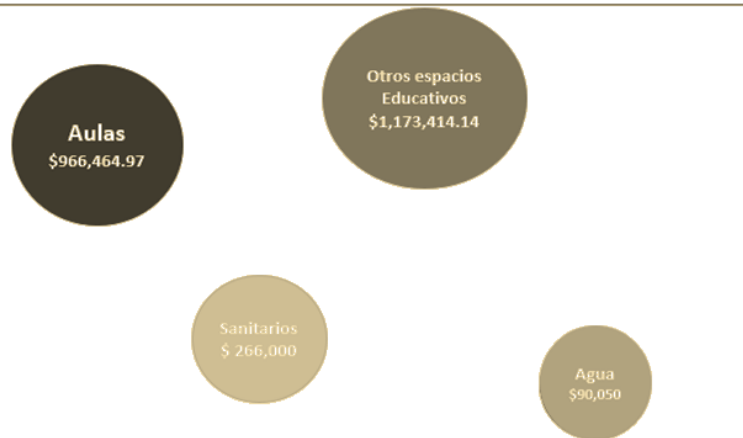 Aulas
$966,464.97
Otros espacios
Educativos
$1,173,414.14
Sanitarios
$ 266,000
Agua
$90,050